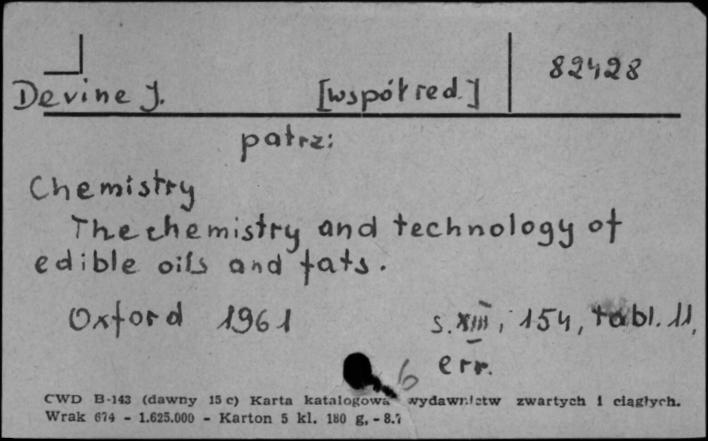 82428
Devine J. [współred.]
patrz:
Chemistry
The chemistry and technology of
edible oils and fats.
Oxford 1961 s. XIII, 154, tabl. 11,
err.
6
CWD B-143 (dawny 15 c) Karta katalogowa wydawnictw zwartych i ciągłych.
Wrak 674 - 1.625.000 - Karton 5 kl. 180 g. - 8.7